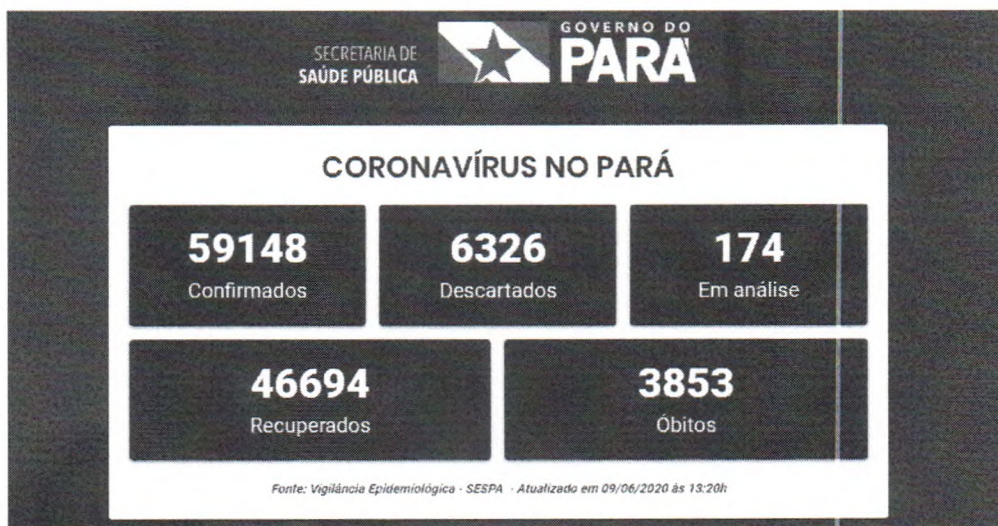 SECRETARIA DE
SAÚDE PÚBLICA
GOVERNO DO
PARÁ
CORONAVÍRUS NO PARÁ
59148
Confirmados
6326
Descartados
174
Em análise
46694
Recuperados
3853
Óbitos
Fonte: Vigilância Epidemiológica - SESPA - Atualizado em 09/06/2020 às 13:20h